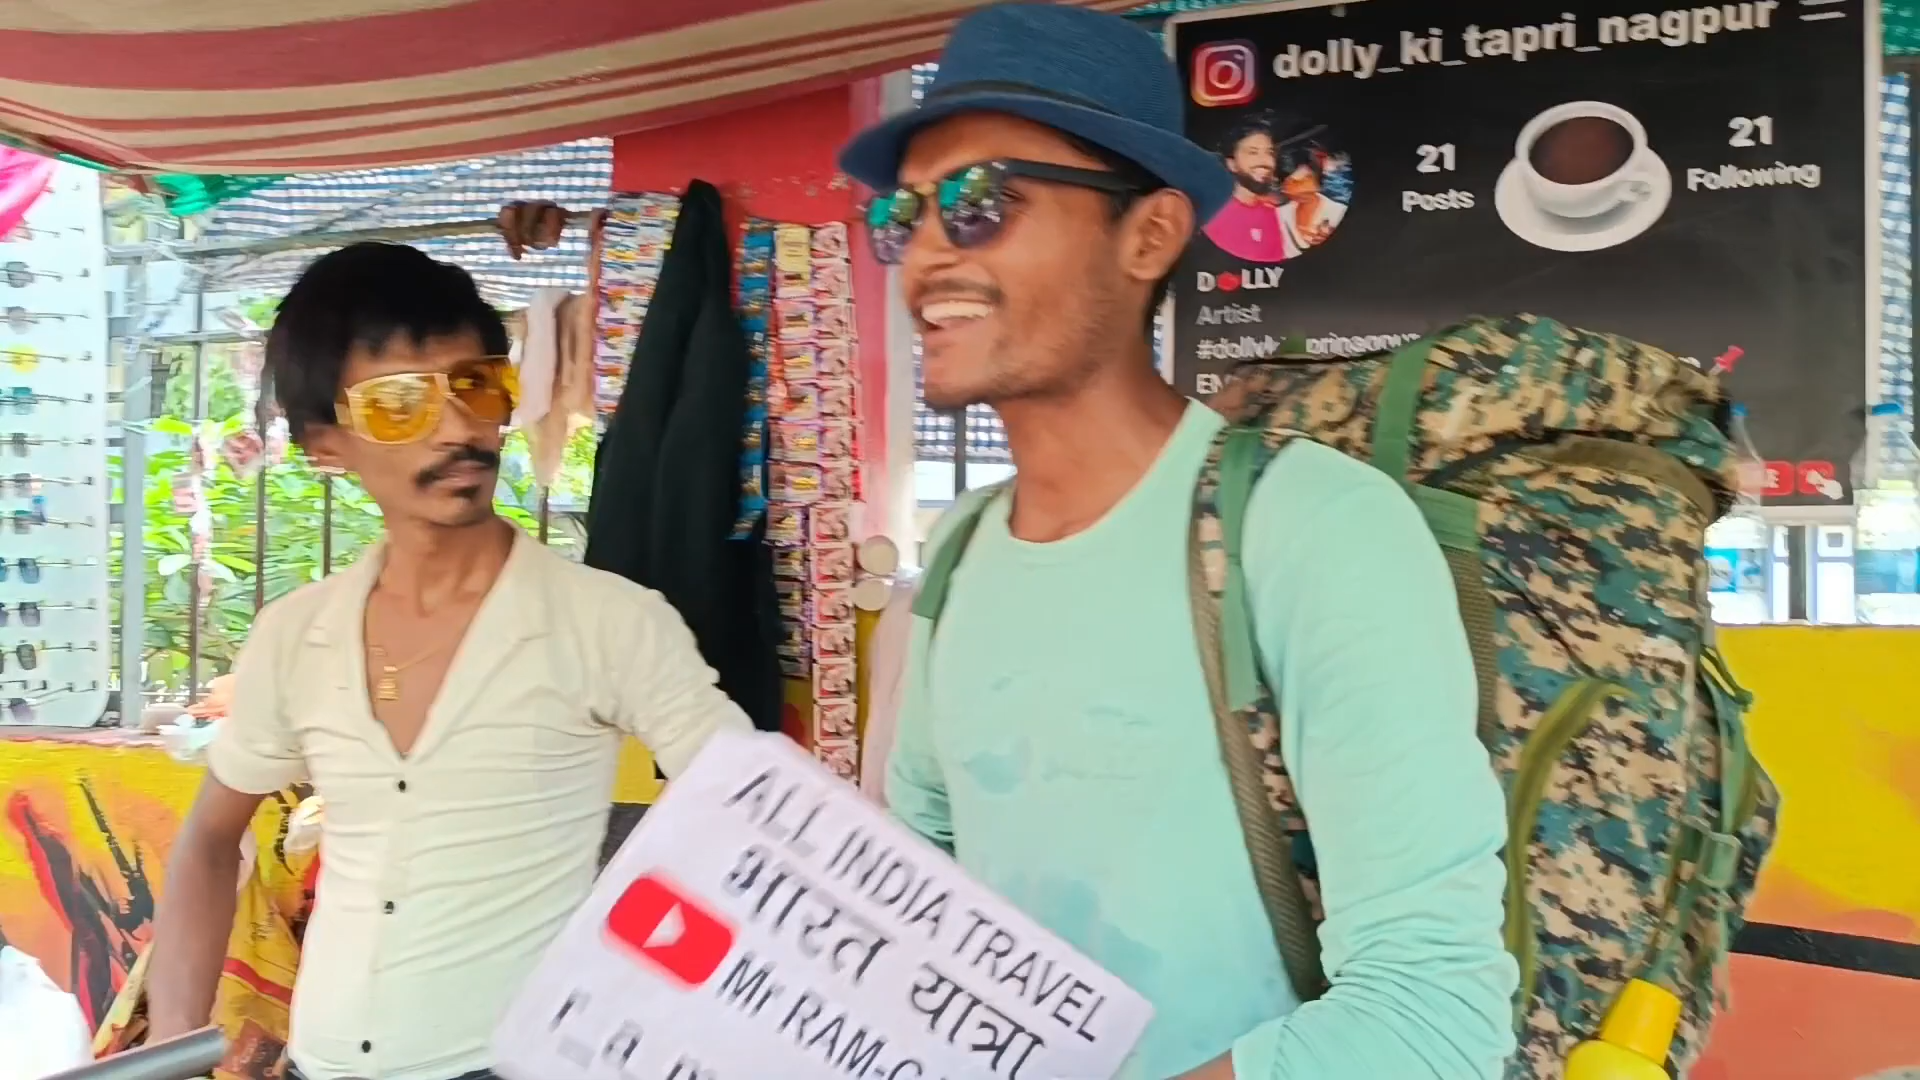 dolly_ki_tapri_nagpur
21
Posts
21
Following
DOLLY
Artist
ALL INDIA TRAVEL
भारत यात्रा
Mr RAM-